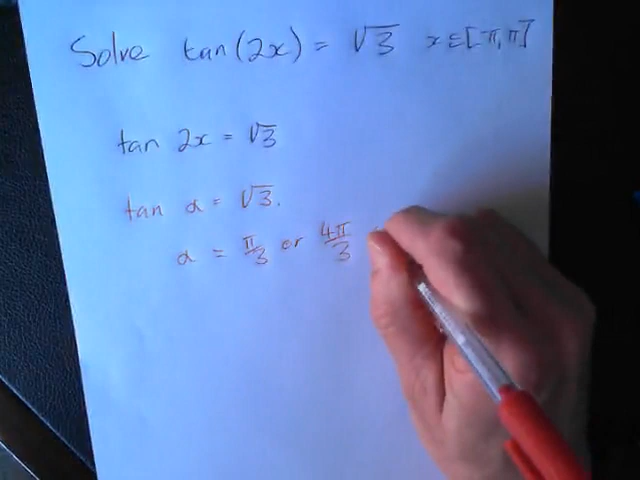 Solve tan(2x) = √3 x ∈ [-π, π]
tan 2x = √3
tan α = √3.
α = π/3 or 4π/3